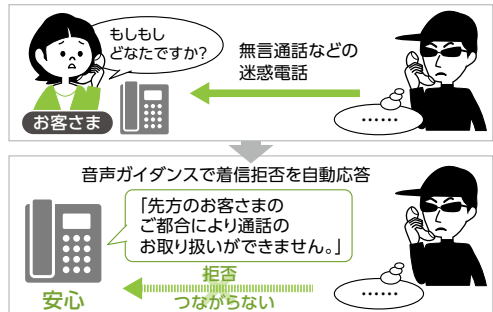 もしもし
どなたですか?
無言通話などの
迷惑電話
お客さま
……
音声ガイダンスで着信拒否を自動応答
「先方のお客さまの
ご都合により通話の
お取り扱いができません。」
拒否
つながらない
安心
……